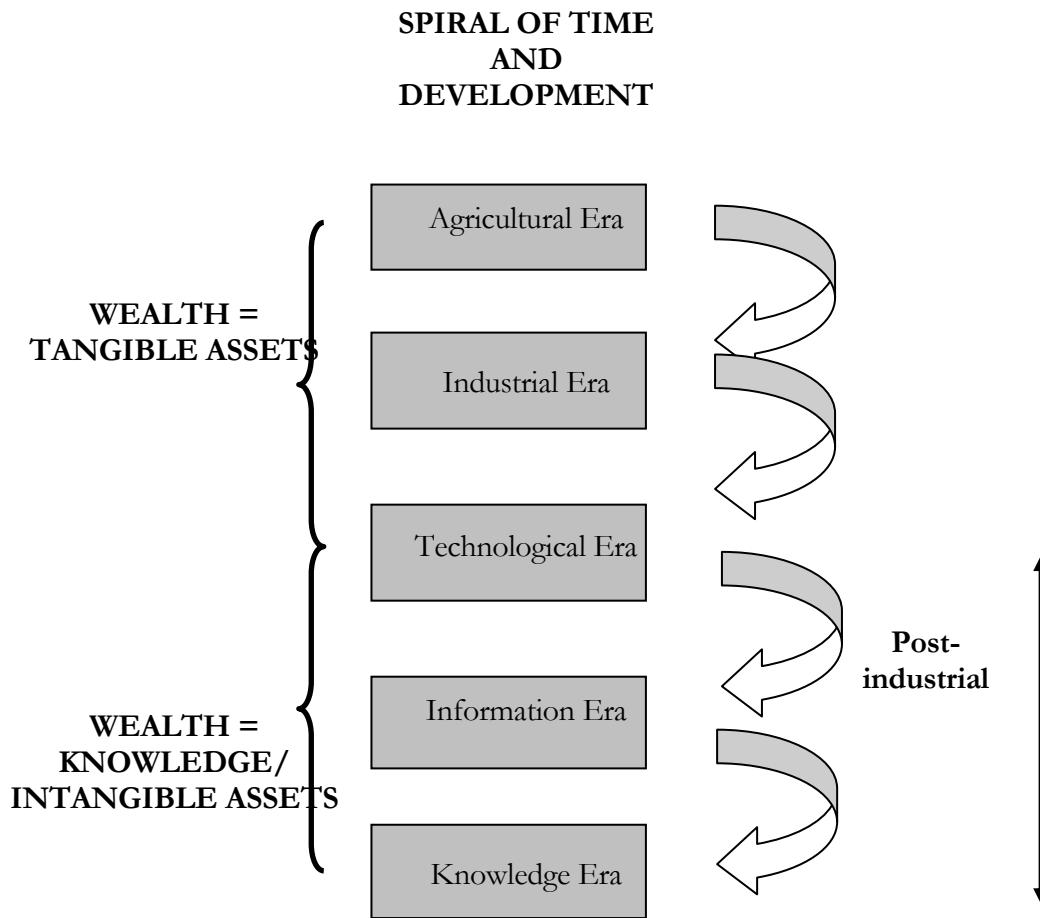 SPIRAL OF TIME
AND
DEVELOPMENT
Agricultural Era
WEALTH =
TANGIBLE ASSETS
Industrial Era
Technological Era
Post-
industrial
Information Era
WEALTH =
KNOWLEDGE/
INTANGIBLE ASSETS
Knowledge Era